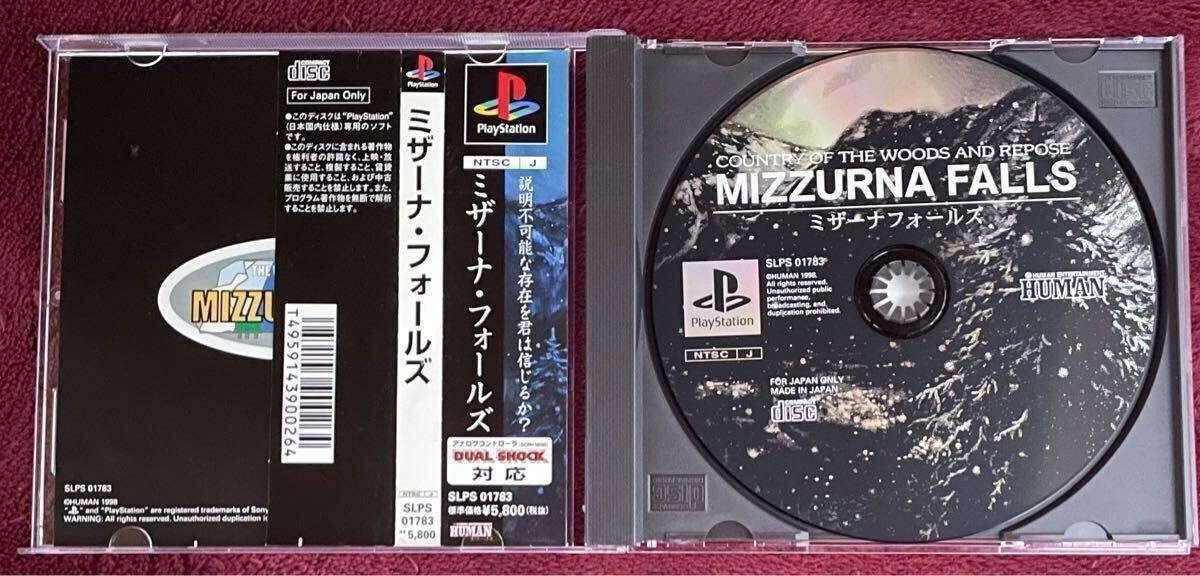 THE
MIZZU
SLPS 01783
©HUMAN 1998
" " and "PlayStation" are registered trademarks of Sony
WARNING: All rights reserved. Unauthorized duplication
COMPACT
disc
For Japan Only
●このディスクは"PlayStation"
(日本国内仕様)専用のソフト
です。
●このディスクに含まれる著作物
を権利者の許諾なく、上映・放
送すること、複製すること、賃貸
業に使用すること、および中古
販売することを禁止します。また、
プログラム著作物を無断で解析
することを禁止します。
T4959143900264
PlayStation
ミザーナ・フォールズ
NTSC J
SLPS
01783
¥5,800
PlayStation
NTSC J
説明不可能な存在を君は信じるか?
ミザーナ・フォールズ
アナログコントローラ
DUAL SHOCK
対応
SLPS 01783
標準価格¥5,800(税抜)
HUMAN
COUNTRY OF THE WOODS AND REPOSE
MIZZURNA FALLS
ミザーナフォールズ
SLPS 01783
©HUMAN 1998.
All rights reserved.
Unauthorized public
performance,
broadcasting, and
duplication prohibited.
PlayStation
NTSC J
HUMAN ENTERTAINMENT
HUMAN
FOR JAPAN ONLY
MADE IN JAPAN
COMPACT
disc